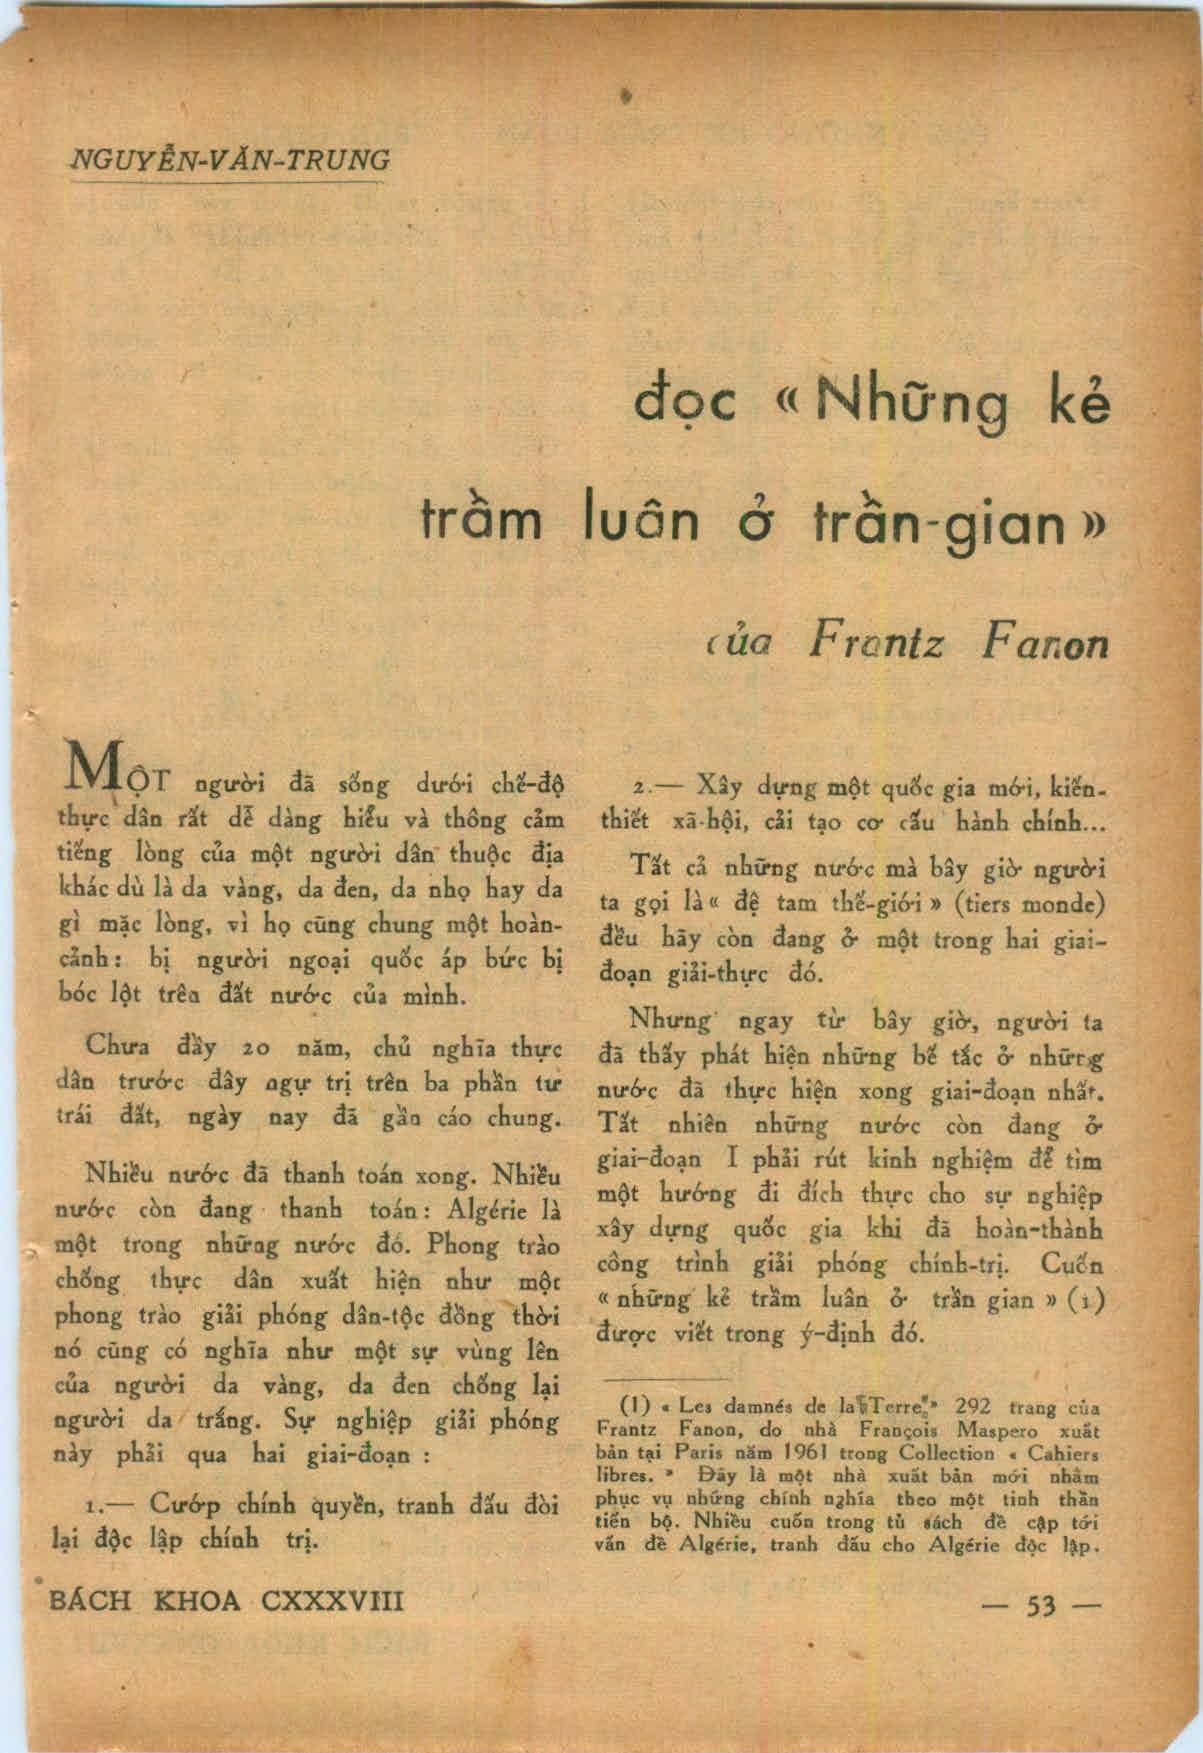 NGUYỄN-VĂN-TRUNG
đọc « Những kẻ
trầm luân ở trần-gian »
của Frantz Fanon
MỘT người đã sống dưới chế-độ
thực dân rất dễ dàng hiểu và thông cảm
tiếng lòng của một người dân thuộc địa
khác dù là da vàng, da đen, da nhọ hay da
gì mặc lòng, vì họ cũng chung một hoàn-
cảnh : bị người ngoại quốc áp bức bị
bóc lột trên đất nước của mình.
Chưa đầy 20 năm, chủ nghĩa thực
dân trước đây ngự trị trên ba phần tư
trái đất, ngày nay đã gần cáo chung.
Nhiều nước đã thanh toán xong. Nhiều
nước còn đang thanh toán : Algérie là
một trong những nước đó. Phong trào
chống thực dân xuất hiện như một
phong trào giải phóng dân-tộc đồng thời
nó cũng có nghĩa như một sự vùng lên
của người da vàng, da đen chống lại
người da trắng. Sự nghiệp giải phóng
này phải qua hai giai-đoạn :
1.— Cướp chính quyền, tranh đấu đòi
lại độc lập chính trị.
2.— Xây dựng một quốc gia mới, kiến-
thiết xã-hội, cải tạo cơ cấu hành chính...
Tất cả những nước mà bây giờ người
ta gọi là « đệ tam thế-giới » (tiers monde)
đều hãy còn đang ở một trong hai giai-
đoạn giải-thực đó.
Nhưng ngay từ bây giờ, người ta
đã thấy phát hiện những bế tắc ở những
nước đã thực hiện xong giai-đoạn nhất.
Tất nhiên những nước còn đang ở
giai-đoạn I phải rút kinh nghiệm để tìm
một hướng đi đích thực cho sự nghiệp
xây dựng quốc gia khi đã hoàn-thành
công trình giải phóng chính-trị. Cuốn
« những kẻ trầm luân ở trần gian » (1)
được viết trong ý-định đó.
(1) « Les damnés de la Terre » 292 trang của
Frantz Fanon, do nhà François Maspero xuất
bản tại Paris năm 1961 trong Collection « Cahiers
libres. » Đây là một nhà xuất bản mới nhằm
phục vụ những chính nghĩa theo một tinh thần
tiến bộ. Nhiều cuốn trong tủ sách đề cập tới
vấn đề Algérie, tranh đấu cho Algérie độc lập.
BÁCH KHOA CXXXVIII
— 53 —